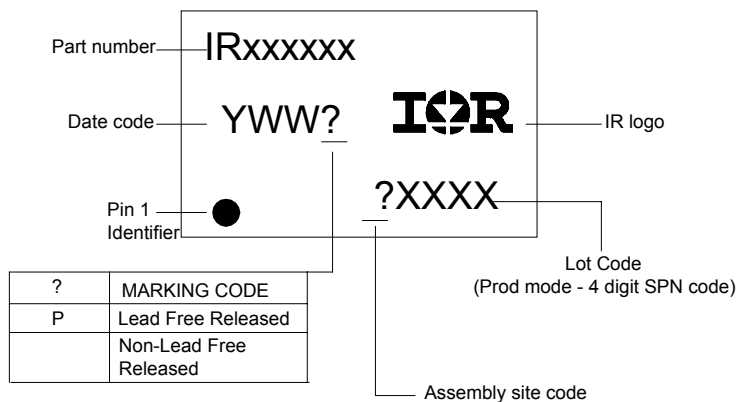 Part number
IRxxxxxx
Date code
YWW?
IOR
IR logo
?XXXX
Pin 1
Identifier
Lot Code
(Prod mode - 4 digit SPN code)
? MARKING CODE
P Lead Free Released
Non-Lead Free
Released
Assembly site code